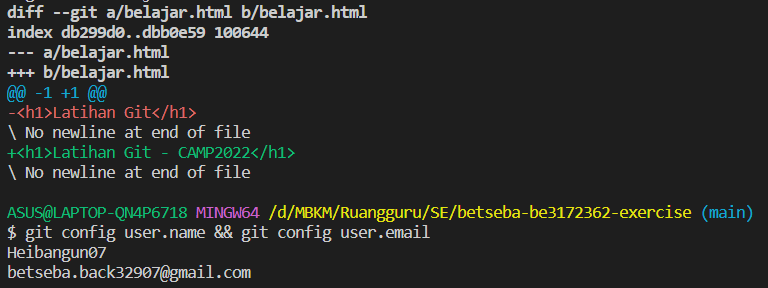 diff --git a/belajar.html b/belajar.html
index db299d0..dbb0e59 100644
--- a/belajar.html
+++ b/belajar.html
@@ -1 +1 @@
-<h1>Latihan Git</h1>
\ No newline at end of file
+<h1>Latihan Git - CAMP2022</h1>
\ No newline at end of file
ASUS@LAPTOP-QN4P6718 MINGW64 /d/MBKM/Ruangguru/SE/betseba-be3172362-exercise (main)
$ git config user.name && git config user.email
Heibangun07
betseba.back32907@gmail.com